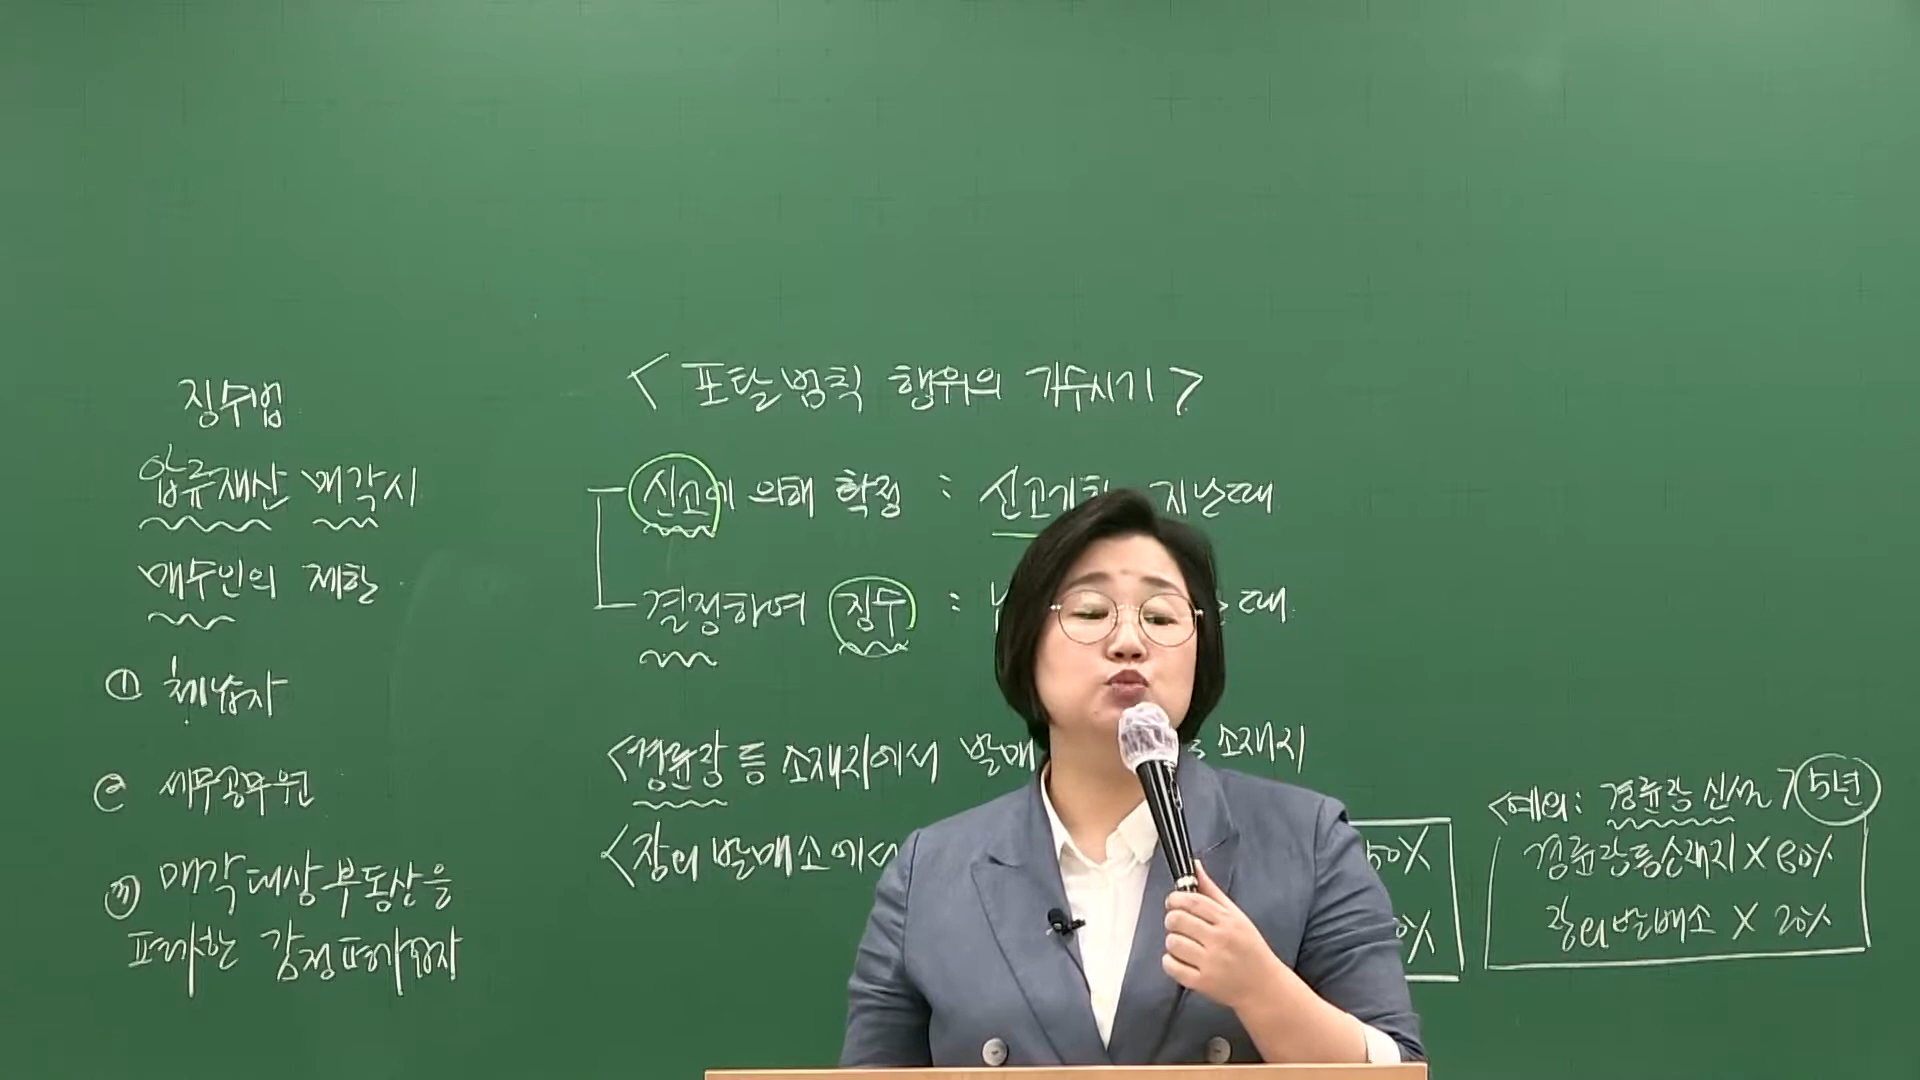 징수법
압류재산 매각시
매수인의 제한
① 체납자
② 세무공무원
③ 매각대상부동산을
평가한 감정평가업자
<포탈범칙 행위의 기수시기>
신고에 의해 확정 : 신고기한 지난때
결정하여 징수 : 때
<경륜장 등 소재지에서 발매 소재지
<장외발매소에서 50%
0%
<예외: 경륜장 신설> 5년
경륜장등소재지 X 80%
장외발매소 X 20%